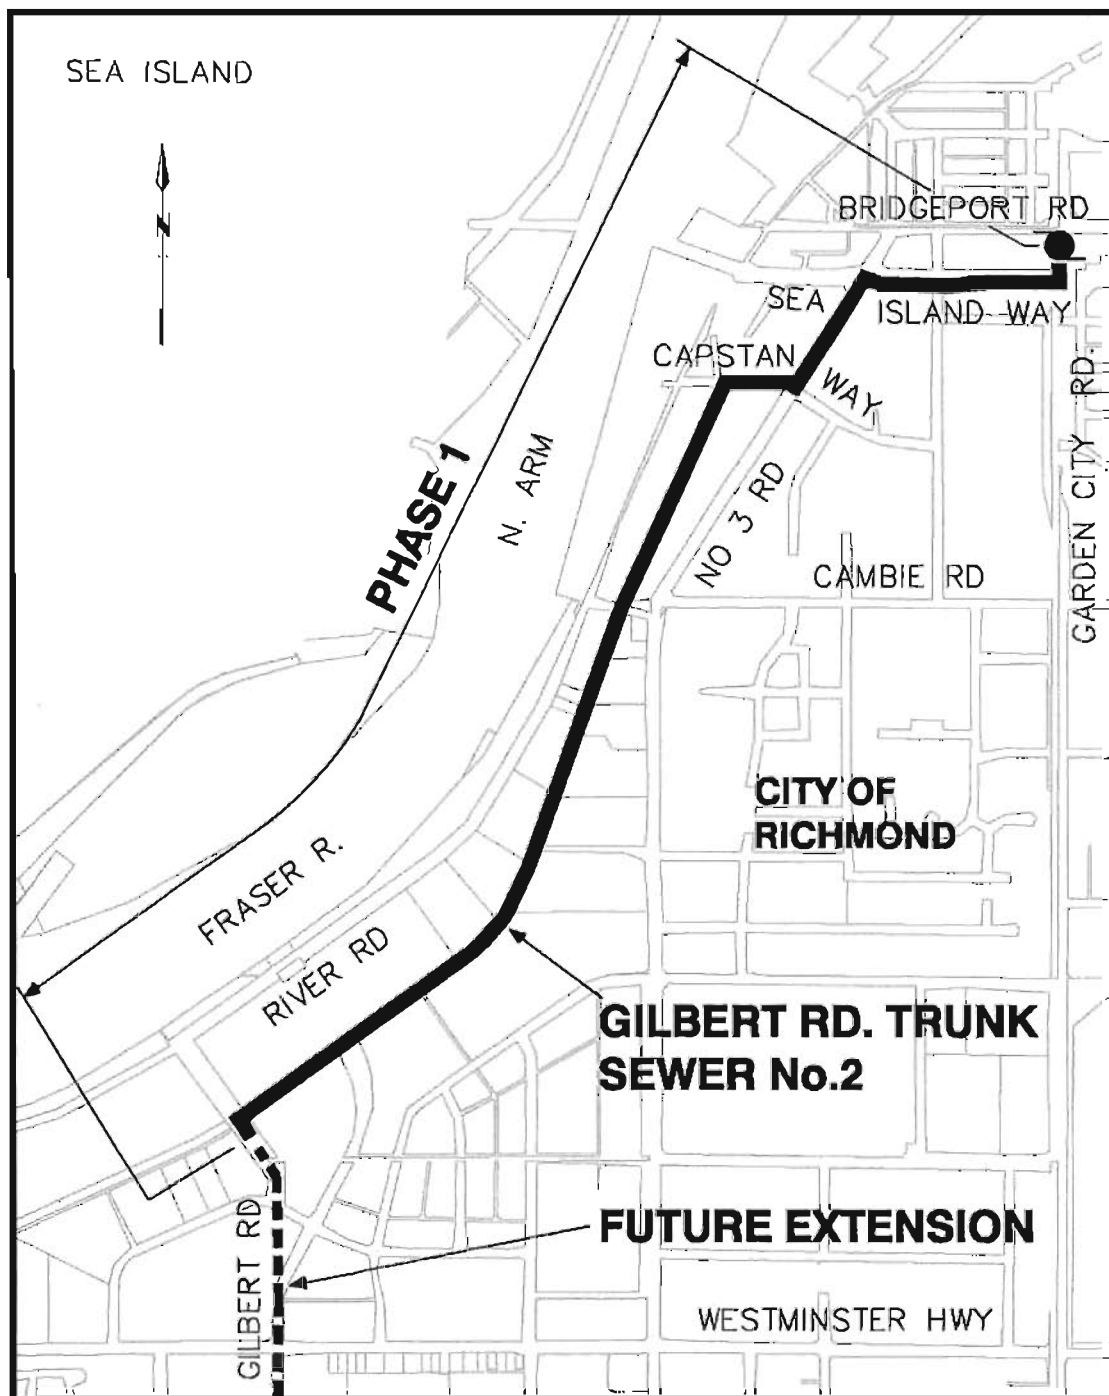 SEA ISLAND
N
BRIDGEPORT RD
SEA ISLAND WAY
CAPSTAN WAY
GARDEN CITY RD.
PHASE 1
N. ARM
NO 3 RD
CAMBIE RD
CITY OF
RICHMOND
FRASER R.
RIVER RD
GILBERT RD. TRUNK
SEWER No.2
GILBERT RD
FUTURE EXTENSION
WESTMINSTER HWY